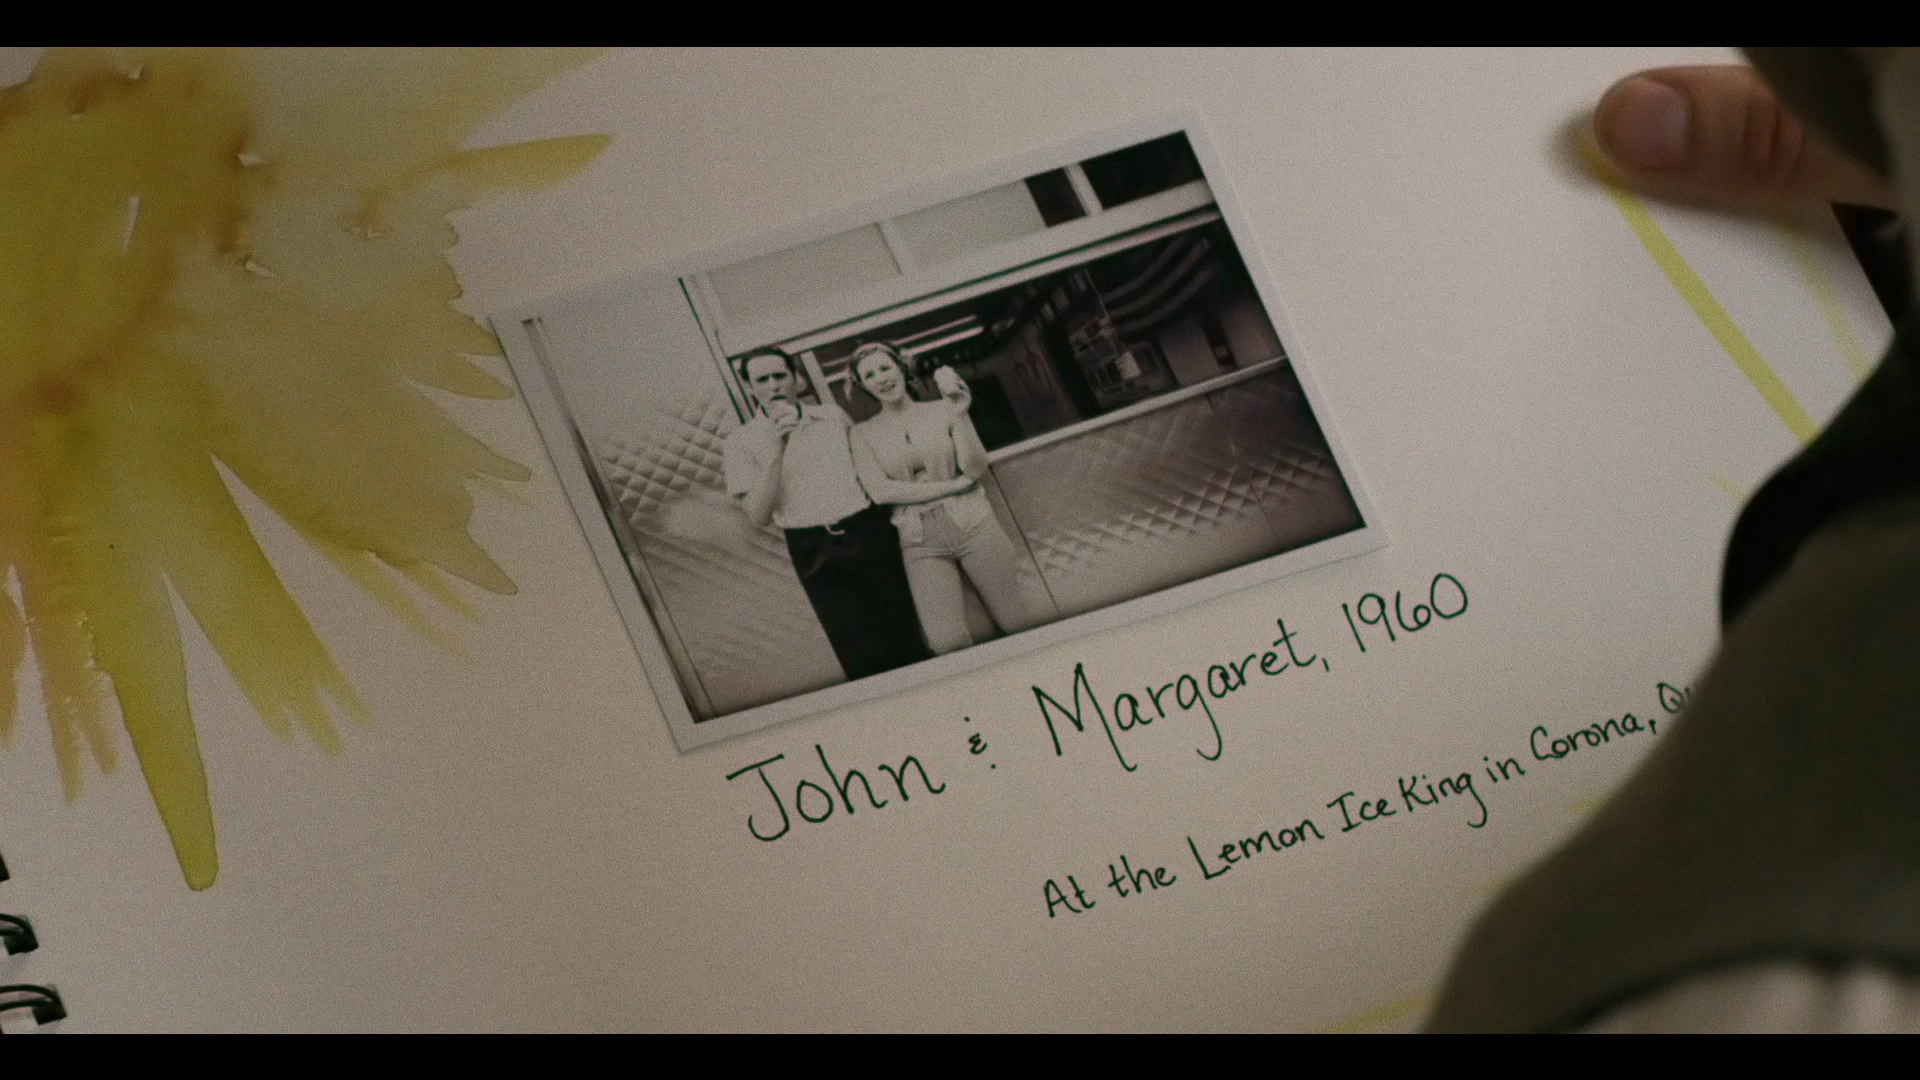 John & Margaret, 1960
At the Lemon Ice King in Corona,